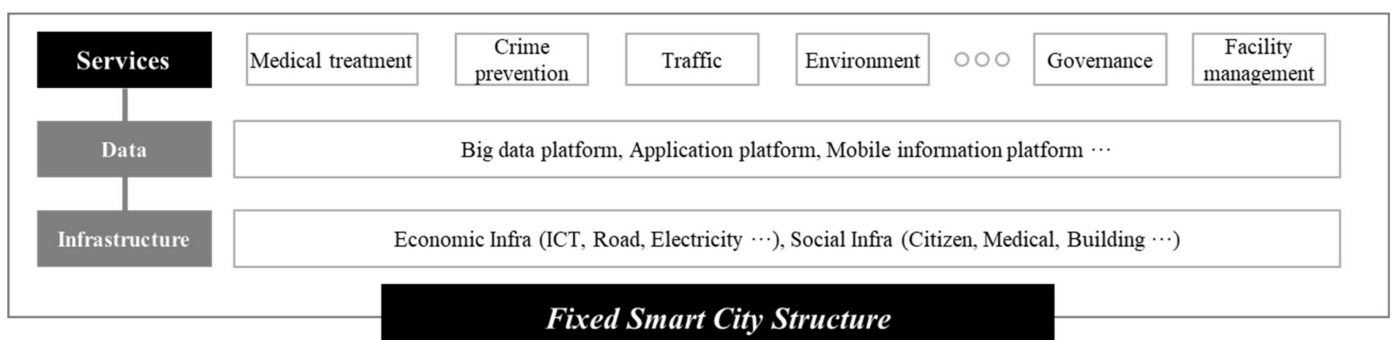 Services
Medical treatment
Crime
prevention
Traffic
Environment
○○○
Governance
Facility
management
Data
Big data platform, Application platform, Mobile information platform ⋯
Infrastructure
Economic Infra (ICT, Road, Electricity ⋯), Social Infra (Citizen, Medical, Building ⋯)
Fixed Smart City Structure